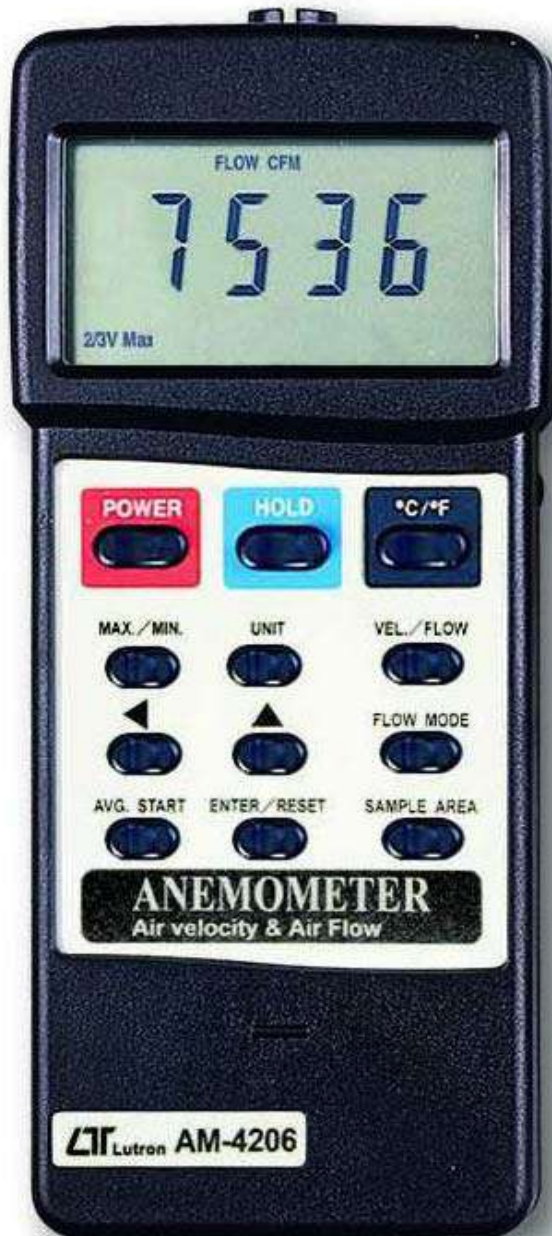 FLOW CFM
7536
2/3V Max
POWER HOLD °C/°F
MAX./MIN. UNIT VEL./FLOW
◀ ▲ FLOW MODE
AVG. START ENTER/RESET SAMPLE AREA
ANEMOMETER
Air velocity & Air Flow
Lutron AM-4206